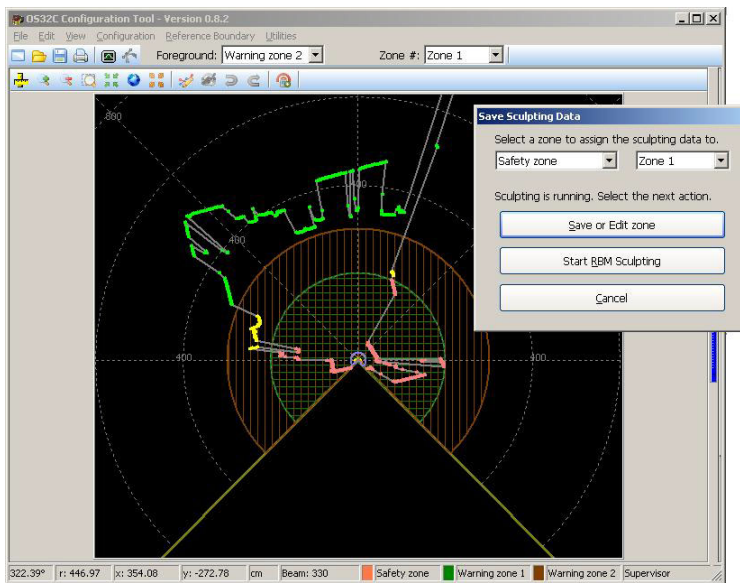 OS32C Configuration Tool - Version 0.8.2
File Edit View Configuration Reference Boundary Utilities
Foreground: Warning zone 2 Zone #: Zone 1
800
400
400
400
400
Save Sculpting Data
Select a zone to assign the sculpting data to.
Safety zone Zone 1
Sculpting is running. Select the next action.
Save or Edit zone
Start RBM Sculpting
Cancel
322.39° r: 446.97 x: 354.08 y: -272.78 cm Beam: 330 Safety zone Warning zone 1 Warning zone 2 Supervisor